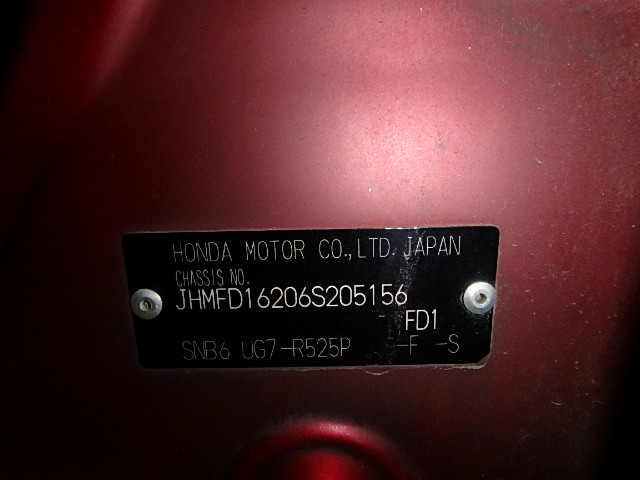 HONDA MOTOR CO.,LTD. JAPAN
CHASSIS NO.
JHMFD16206S205156
FD1
SNB6 UG7-R525P -F -S